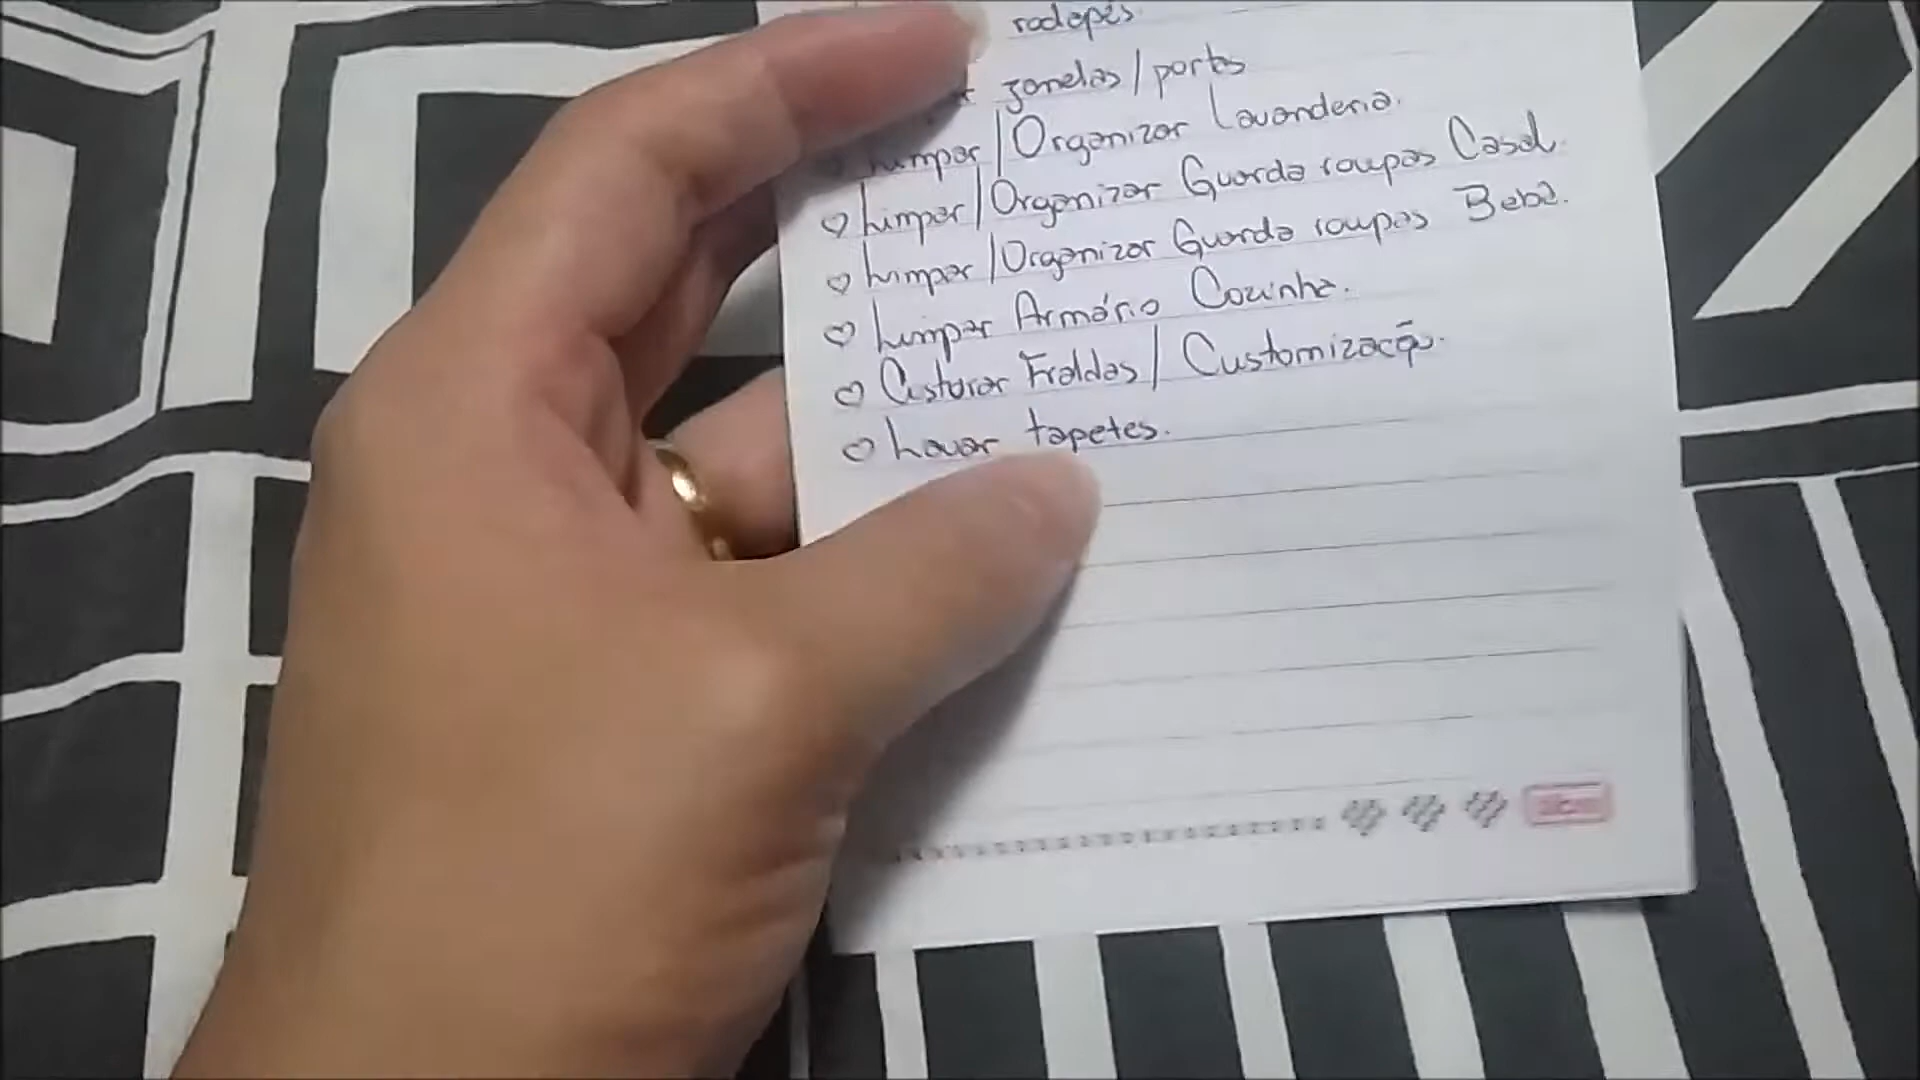 rodapés.
janelas/portas
Limpar/Organizar Lavanderia.
♡ Limpar/Organizar Guarda roupas Casal.
♡ Limpar/Organizar Guarda roupas Bebê.
♡ Limpar Armário Cozinha.
♡ Costurar Fraldas/Customização.
♡ Lavar tapetes.